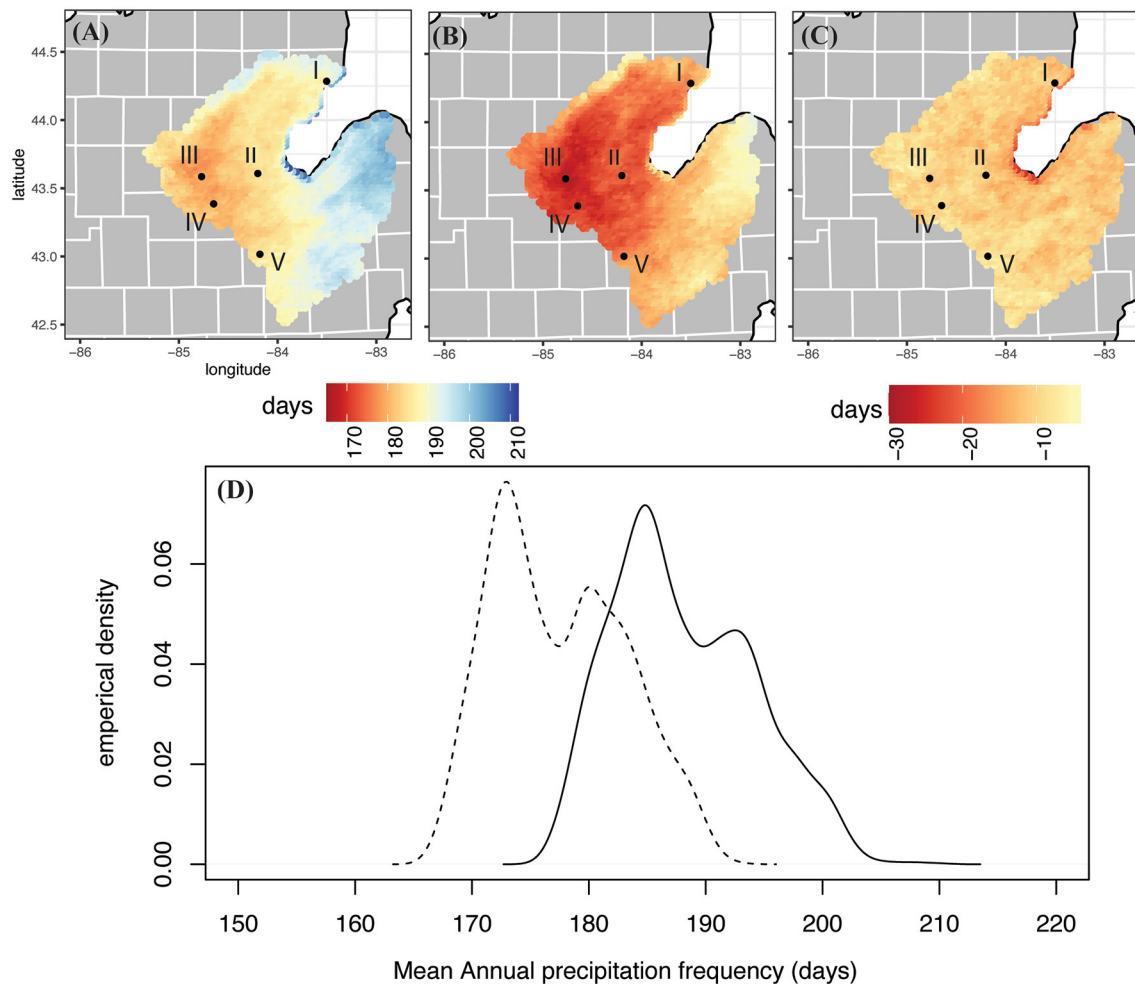 (A) (B) (C)
44.5
44.0
43.5
43.0
42.5
latitude
I
II
III
IV
V
I
II
III
IV
V
I
II
III
IV
V
−86 −85 −84 −83 −86 −85 −84 −83 −86 −85 −84 −83
longitude
days 170 180 190 200 210
days −30 −20 −10
(D)
emperical density
0.06
0.04
0.02
0.00
150 160 170 180 190 200 210 220
Mean Annual precipitation frequency (days)